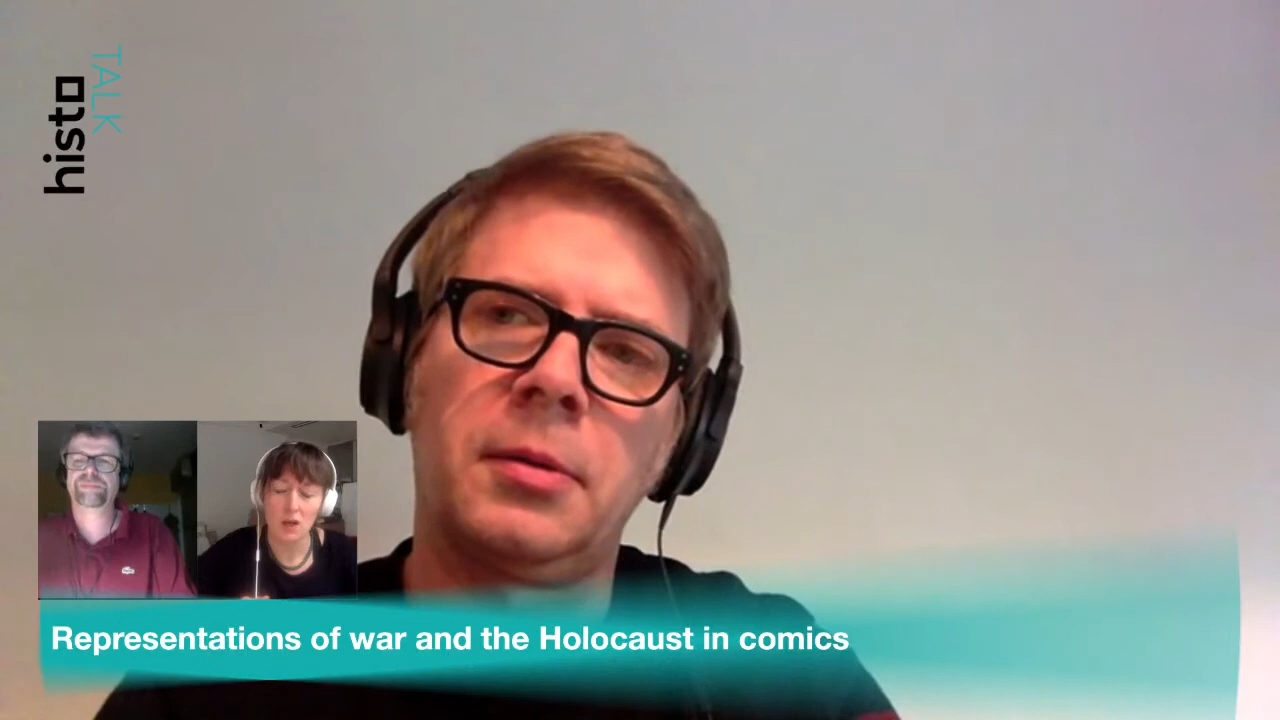 histo
TALK
Representations of war and the Holocaust in comics